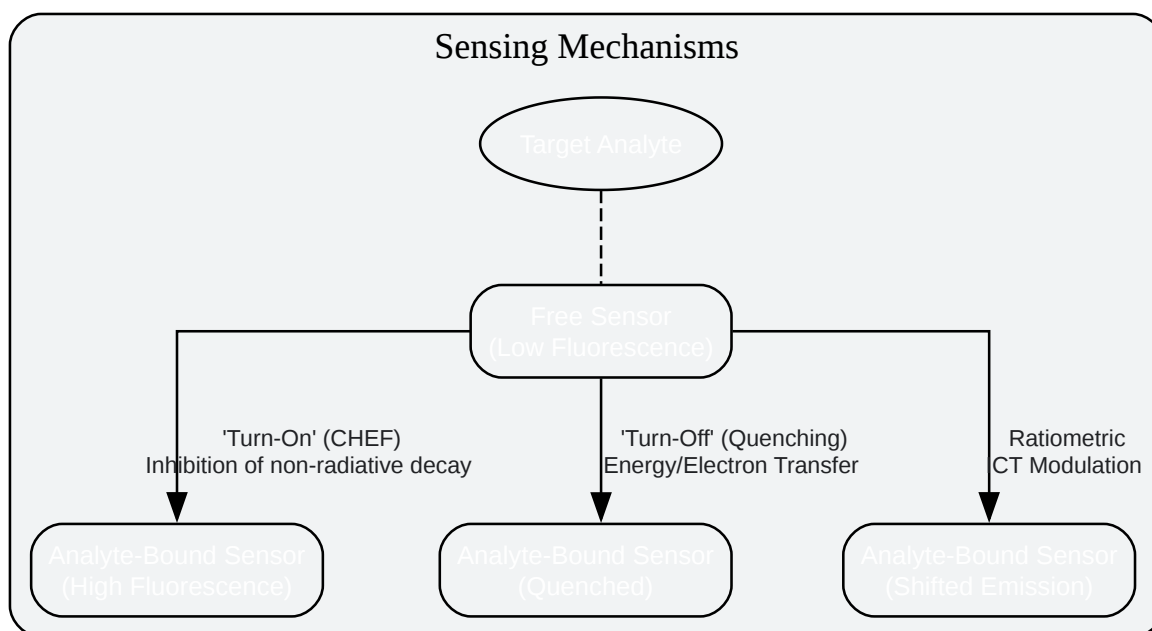 Sensing Mechanisms
Target Analyte
Free Sensor
(Low Fluorescence)
'Turn-On' (CHEF)
Inhibition of non-radiative decay
'Turn-Off' (Quenching)
Energy/Electron Transfer
Ratiometric
CT Modulation
Analyte-Bound Sensor
(High Fluorescence)
Analyte-Bound Sensor
(Quenched)
Analyte-Bound Sensor
(Shifted Emission)